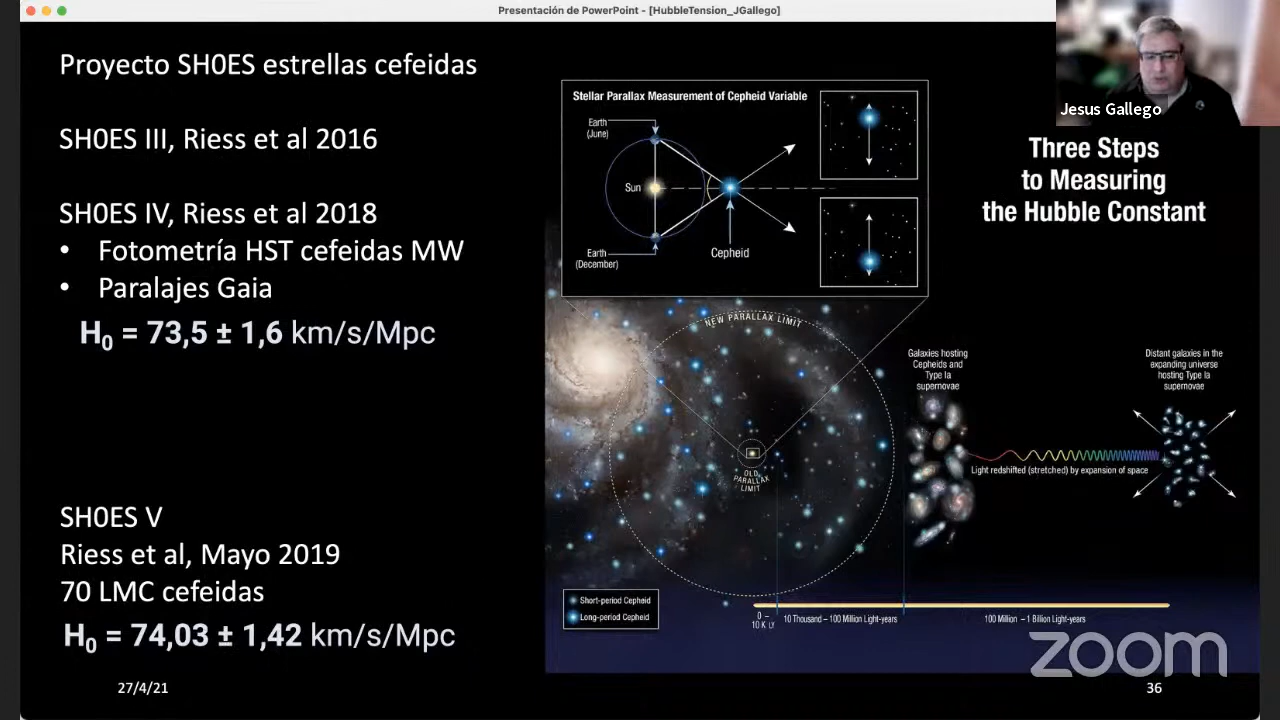 Presentación de PowerPoint - [HubbleTension_JGallego]
Proyecto SH0ES estrellas cefeidas
SH0ES III, Riess et al 2016
SH0ES IV, Riess et al 2018
• Fotometría HST cefeidas MW
• Paralajes Gaia
H₀ = 73,5 ± 1,6 km/s/Mpc
SH0ES V
Riess et al, Mayo 2019
70 LMC cefeidas
H₀ = 74,03 ± 1,42 km/s/Mpc
27/4/21
Stellar Parallax Measurement of Cepheid Variable
Earth
(June)
Sun
Earth
(December)
Cepheid
Jesus Gallego
Three Steps
to Measuring
the Hubble Constant
NEW PARALLAX LIMIT
OLD
PARALLAX
LIMIT
Galaxies hosting
Cepheids and
Type Ia
supernovae
Distant galaxies in the
expanding universe
hosting Type Ia
supernovae
Light redshifted (stretched) by expansion of space
Short-period Cepheid
Long-period Cepheid
0 –
10 K LY
10 Thousand – 100 Million Light-years
100 Million – 1 Billion Light-years
zoom
36